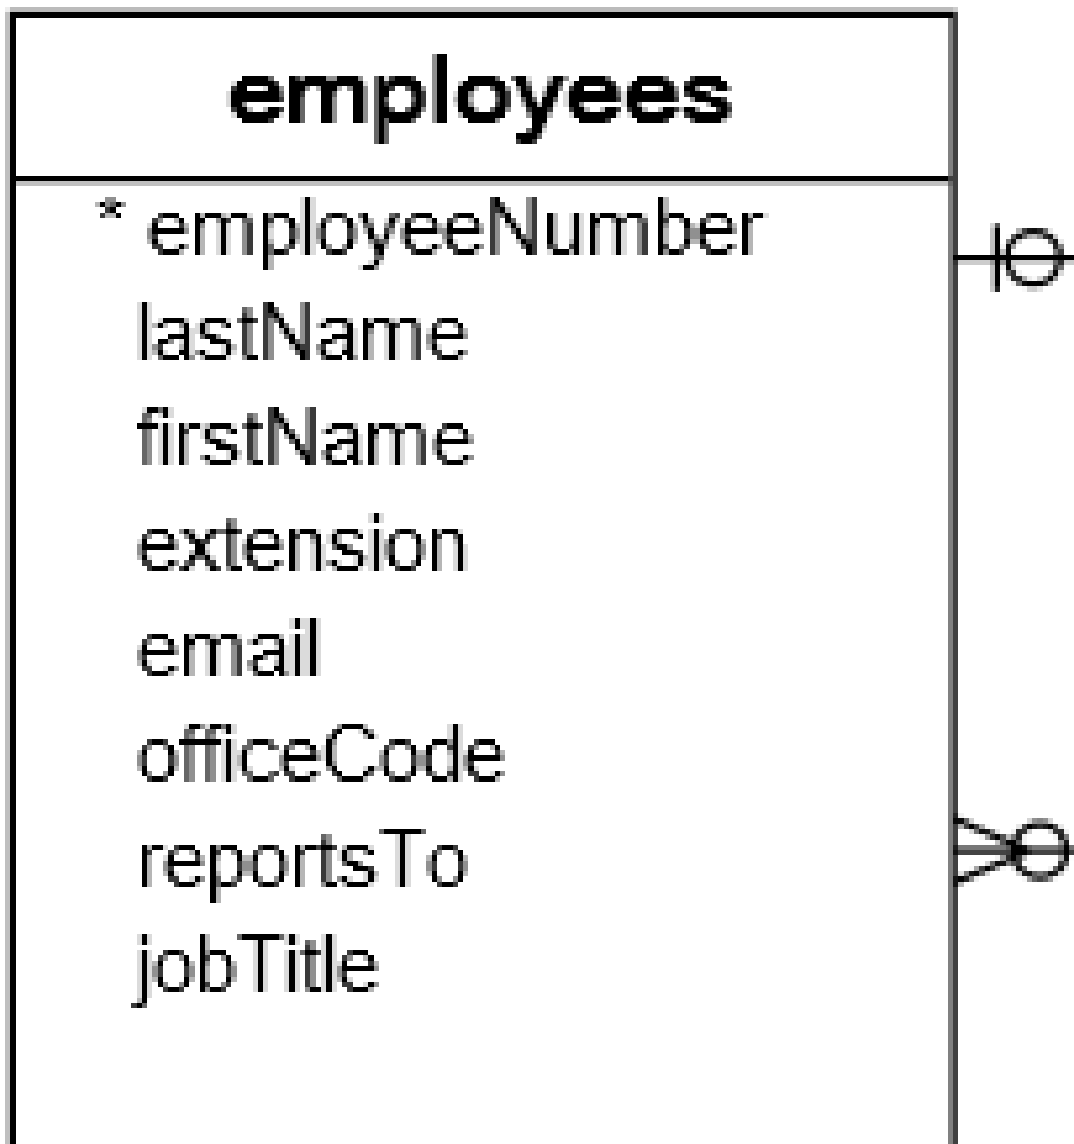 employees
* employeeNumber
lastName
firstName
extension
email
officeCode
reportsTo
jobTitle